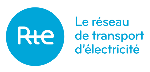 Rte
Le réseau
de transport
d'électricité